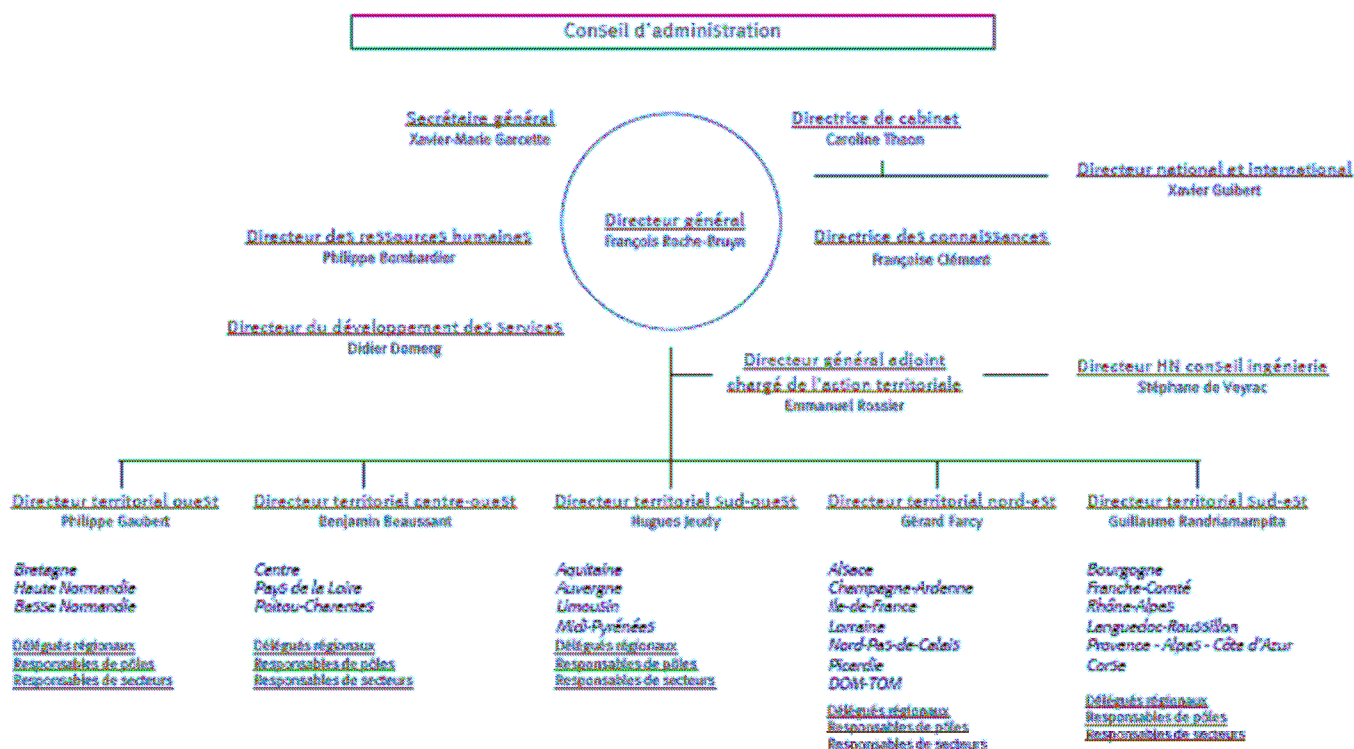 Conseil d'administration
Secrétaire général
Xavier-Marie Garcette
Directrice de cabinet
Caroline Thaon
Directeur national et international
Xavier Guibert
Directeur général
François Roche-Bruyn
Directeur des ressources humaines
Philippe Bombardier
Directrice des connaissances
Françoise Clément
Directeur du développement des services
Didier Domerg
Directeur général adjoint
chargé de l'action territoriale
Emmanuel Rossier
Directeur HN conseil ingénierie
Stéphane de Veyrac
Directeur territorial ouest
Philippe Gaubert
Bretagne
Haute Normandie
Basse Normandie
Délégués régionaux
Responsables de pôles
Responsables de secteurs
Directeur territorial centre-ouest
Benjamin Beaussant
Centre
Pays de la Loire
Poitou-Charentes
Délégués régionaux
Responsables de pôles
Responsables de secteurs
Directeur territorial sud-ouest
Hugues Jeudy
Aquitaine
Auvergne
Limousin
Midi-Pyrénées
Délégués régionaux
Responsables de pôles
Responsables de secteurs
Directeur territorial nord-est
Gérard Farcy
Alsace
Champagne-Ardenne
Ile-de-France
Lorraine
Nord-Pas-de-Calais
Picardie
DOM-TOM
Délégués régionaux
Responsables de pôles
Responsables de secteurs
Directeur territorial sud-est
Guillaume Randriamampita
Bourgogne
Franche-Comté
Rhône-Alpes
Languedoc-Roussillon
Provence - Alpes - Côte d'Azur
Corse
Délégués régionaux
Responsables de pôles
Responsables de secteurs